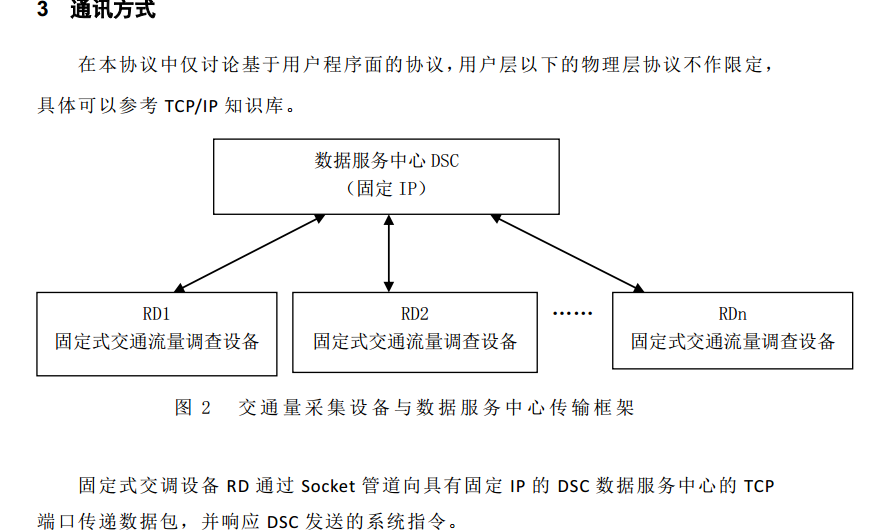 3 通讯方式
在本协议中仅讨论基于用户程序面的协议，用户层以下的物理层协议不作限定，
具体可以参考 TCP/IP 知识库。
数据服务中心 DSC
（固定 IP）
RD1
固定式交通流量调查设备
RD2
固定式交通流量调查设备
……
RDn
固定式交通流量调查设备
图 2 交通量采集设备与数据服务中心传输框架
固定式交调设备 RD 通过 Socket 管道向具有固定 IP 的 DSC 数据服务中心的 TCP
端口传递数据包，并响应 DSC 发送的系统指令。